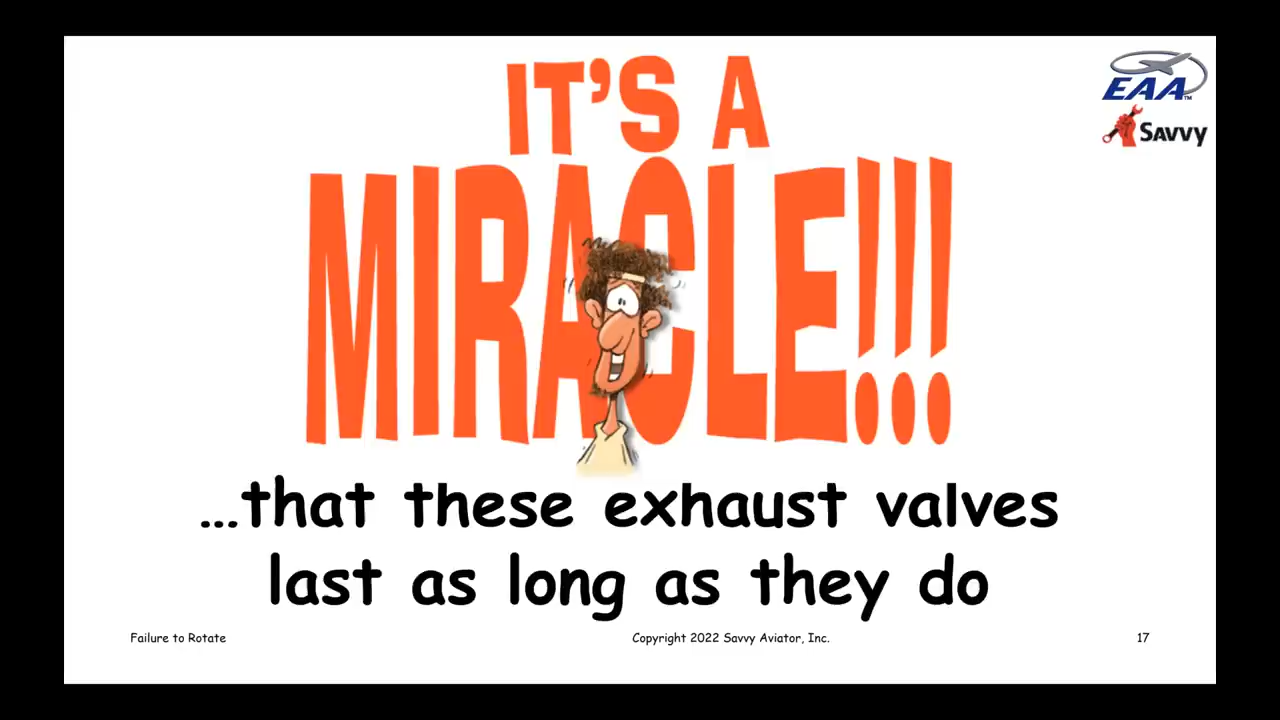 IT'S A
MIRACLE!!!
...that these exhaust valves
last as long as they do
EAA™
SAVVY
Failure to Rotate
Copyright 2022 Savvy Aviator, Inc.
17